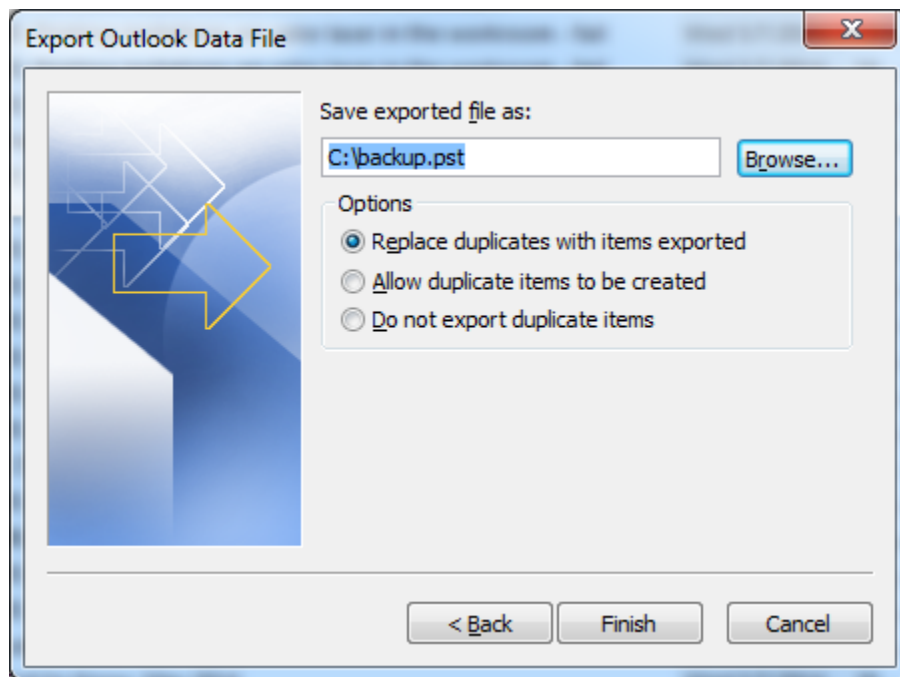 Export Outlook Data File
Save exported file as:
C:\backup.pst
Browse...
Options
Replace duplicates with items exported
Allow duplicate items to be created
Do not export duplicate items
< Back
Finish
Cancel